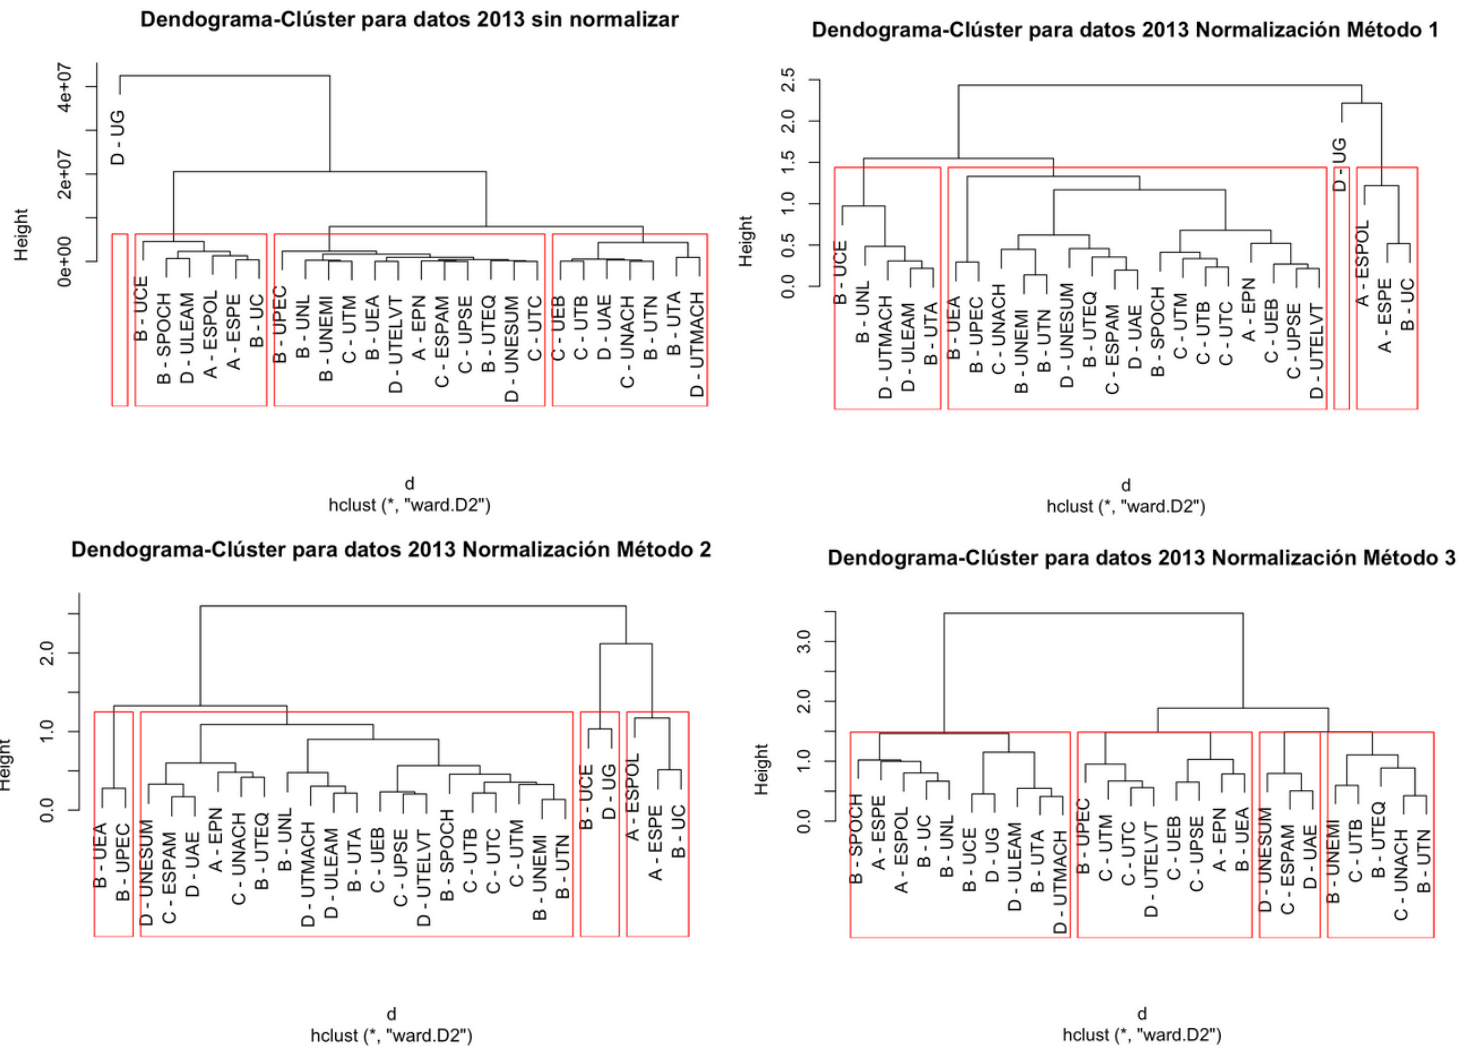 Dendograma-Clúster para datos 2013 sin normalizar
Height
0e+00
2e+07
4e+07
D - UG
B - UCE
B - SPOCH
D - ULEAM
A - ESPOL
A - ESPE
B - UC
B - UPEC
B - UNL
B - UNEMI
C - UTM
B - UEA
D - UTELVT
A - EPN
C - ESPAM
C - UPSE
B - UTEQ
D - UNESUM
C - UTC
C - UEB
C - UTB
D - UAE
C - UNACH
B - UTN
B - UTA
D - UTMACH
d
hclust (*, "ward.D2")
Dendograma-Clúster para datos 2013 Normalización Método 1
Height
0.0
0.5
1.0
1.5
2.0
2.5
B - UCE
B - UNL
D - UTMACH
D - ULEAM
B - UTA
B - UEA
B - UPEC
C - UNACH
B - UNEMI
B - UTN
D - UNESUM
B - UTEQ
C - ESPAM
D - UAE
B - SPOCH
C - UTM
C - UTB
C - UTC
A - EPN
C - UEB
C - UPSE
D - UTELVT
D - UG
A - ESPOL
A - ESPE
B - UC
d
hclust (*, "ward.D2")
Dendograma-Clúster para datos 2013 Normalización Método 2
Height
0.0
1.0
2.0
B - UEA
B - UPEC
D - UNESUM
C - ESPAM
D - UAE
A - EPN
C - UNACH
B - UTEQ
B - UNL
D - UTMACH
D - ULEAM
B - UTA
C - UEB
C - UPSE
D - UTELVT
B - SPOCH
C - UTB
C - UTC
C - UTM
B - UNEMI
B - UTN
B - UCE
D - UG
A - ESPOL
A - ESPE
B - UC
d
hclust (*, "ward.D2")
Dendograma-Clúster para datos 2013 Normalización Método 3
Height
0.0
1.0
2.0
3.0
B - SPOCH
A - ESPE
A - ESPOL
B - UC
B - UNL
B - UCE
D - UG
D - ULEAM
B - UTA
D - UTMACH
B - UPEC
C - UTM
C - UTC
D - UTELVT
C - UEB
C - UPSE
A - EPN
B - UEA
D - UNESUM
C - ESPAM
D - UAE
B - UNEMI
C - UTB
B - UTEQ
C - UNACH
B - UTN
d
hclust (*, "ward.D2")